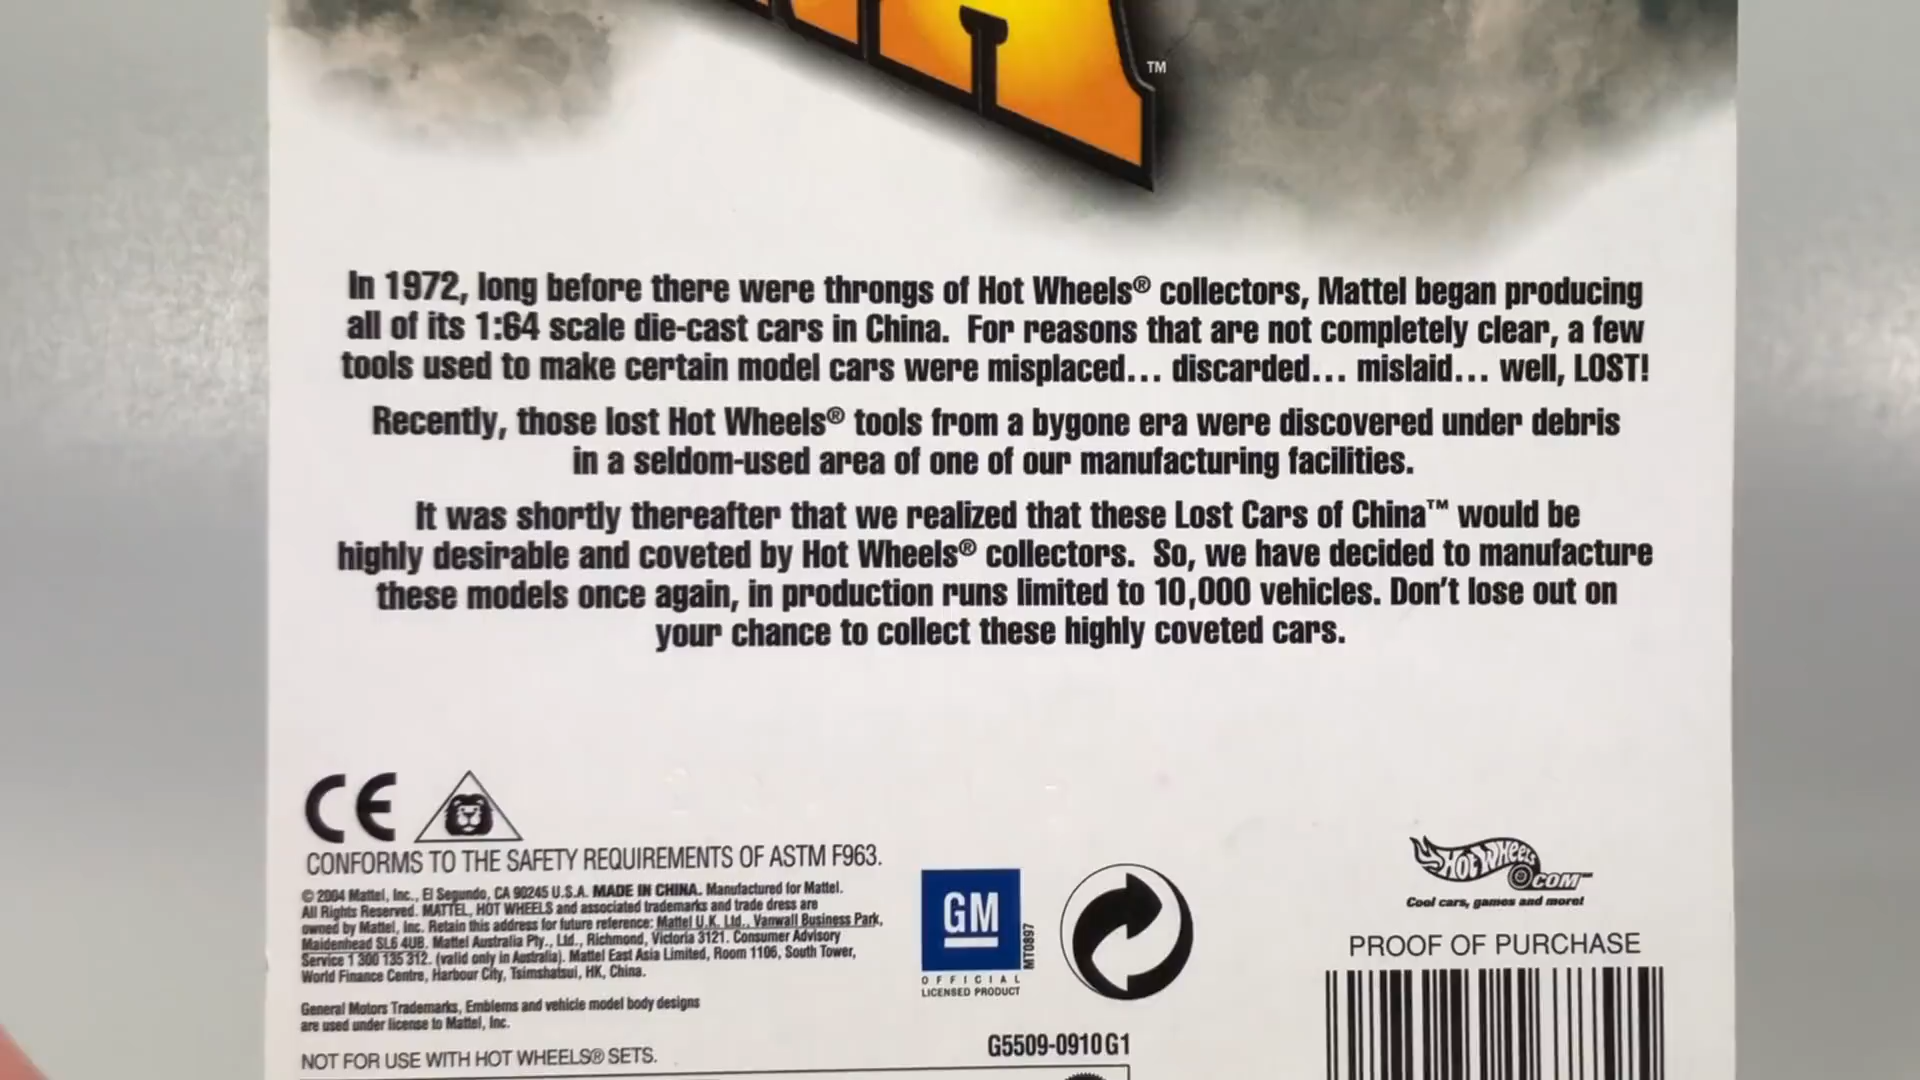 TM
In 1972, long before there were throngs of Hot Wheels® collectors, Mattel began producing
all of its 1:64 scale die-cast cars in China. For reasons that are not completely clear, a few
tools used to make certain model cars were misplaced... discarded... mislaid... well, LOST!
Recently, those lost Hot Wheels® tools from a bygone era were discovered under debris
in a seldom-used area of one of our manufacturing facilities.
It was shortly thereafter that we realized that these Lost Cars of China™ would be
highly desirable and coveted by Hot Wheels® collectors. So, we have decided to manufacture
these models once again, in production runs limited to 10,000 vehicles. Don't lose out on
your chance to collect these highly coveted cars.
CE
CONFORMS TO THE SAFETY REQUIREMENTS OF ASTM F963.
© 2004 Mattel, Inc., El Segundo, CA 90245 U.S.A. MADE IN CHINA. Manufactured for Mattel.
All Rights Reserved. MATTEL, HOT WHEELS and associated trademarks and trade dress are
owned by Mattel, Inc. Retain this address for future reference: Mattel U.K. Ltd., Vanwall Business Park,
Maidenhead SL6 4UB. Mattel Australia Pty., Ltd., Richmond, Victoria 3121. Consumer Advisory
Service 1 300 135 312. (valid only in Australia). Mattel East Asia Limited, Room 1106, South Tower,
World Finance Centre, Harbour City, Tsimshatsui, HK, China.
General Motors Trademarks, Emblems and vehicle model body designs
are used under license to Mattel, Inc.
NOT FOR USE WITH HOT WHEELS® SETS.
GM
MT0897
OFFICIAL
LICENSED PRODUCT
G5509-0910G1
HOT WHEELS
.COM™
Cool cars, games and more!
PROOF OF PURCHASE